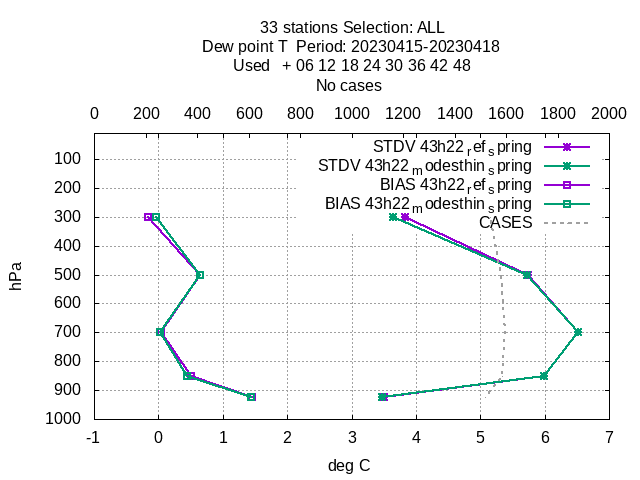 33 stations Selection: ALL
Dew point T  Period: 20230415-20230418
Used   + 06 12 18 24 30 36 42 48
No cases
0 200 400 600 800 1000 1200 1400 1600 1800 2000
STDV 43h22_ref_spring
STDV 43h22_modesthin_spring
BIAS 43h22_ref_spring
BIAS 43h22_modesthin_spring
CASES
100
200
300
400
500
600
700
800
900
1000
hPa
-1 0 1 2 3 4 5 6 7
deg C